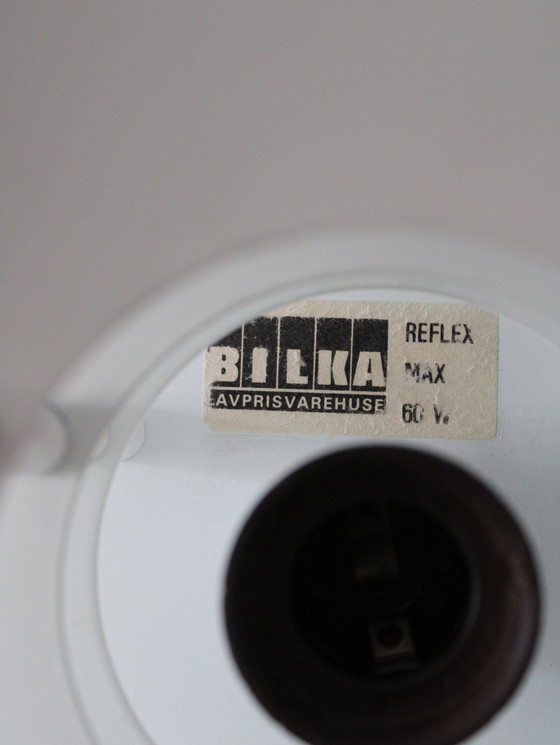 BILKA
LAVPRISVAREHUSE
REFLEX
MAX
60 W